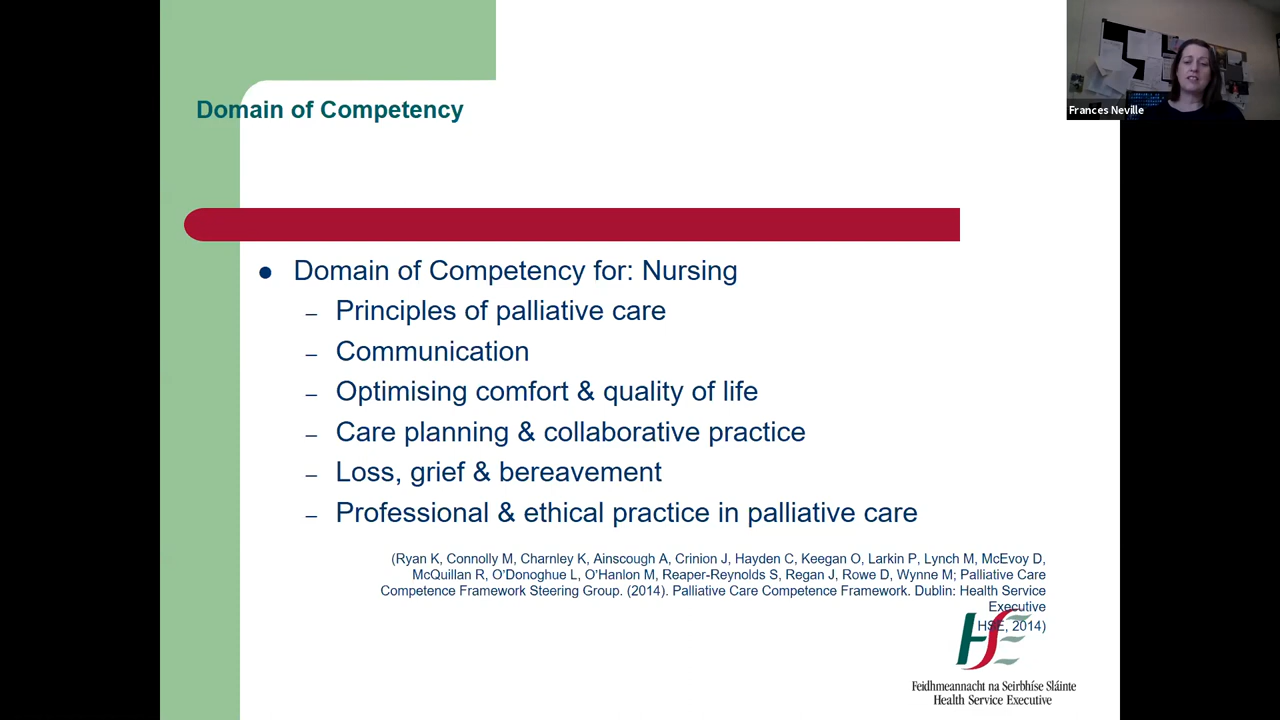 Domain of Competency
Frances Neville
● Domain of Competency for: Nursing
– Principles of palliative care
– Communication
– Optimising comfort & quality of life
– Care planning & collaborative practice
– Loss, grief & bereavement
– Professional & ethical practice in palliative care
(Ryan K, Connolly M, Charnley K, Ainscough A, Crinion J, Hayden C, Keegan O, Larkin P, Lynch M, McEvoy D,
McQuillan R, O'Donoghue L, O'Hanlon M, Reaper-Reynolds S, Regan J, Rowe D, Wynne M; Palliative Care
Competence Framework Steering Group. (2014). Palliative Care Competence Framework. Dublin: Health Service
Executive
HSE, 2014)
HSE
Feidhmeannacht na Seirbhíse Sláinte
Health Service Executive